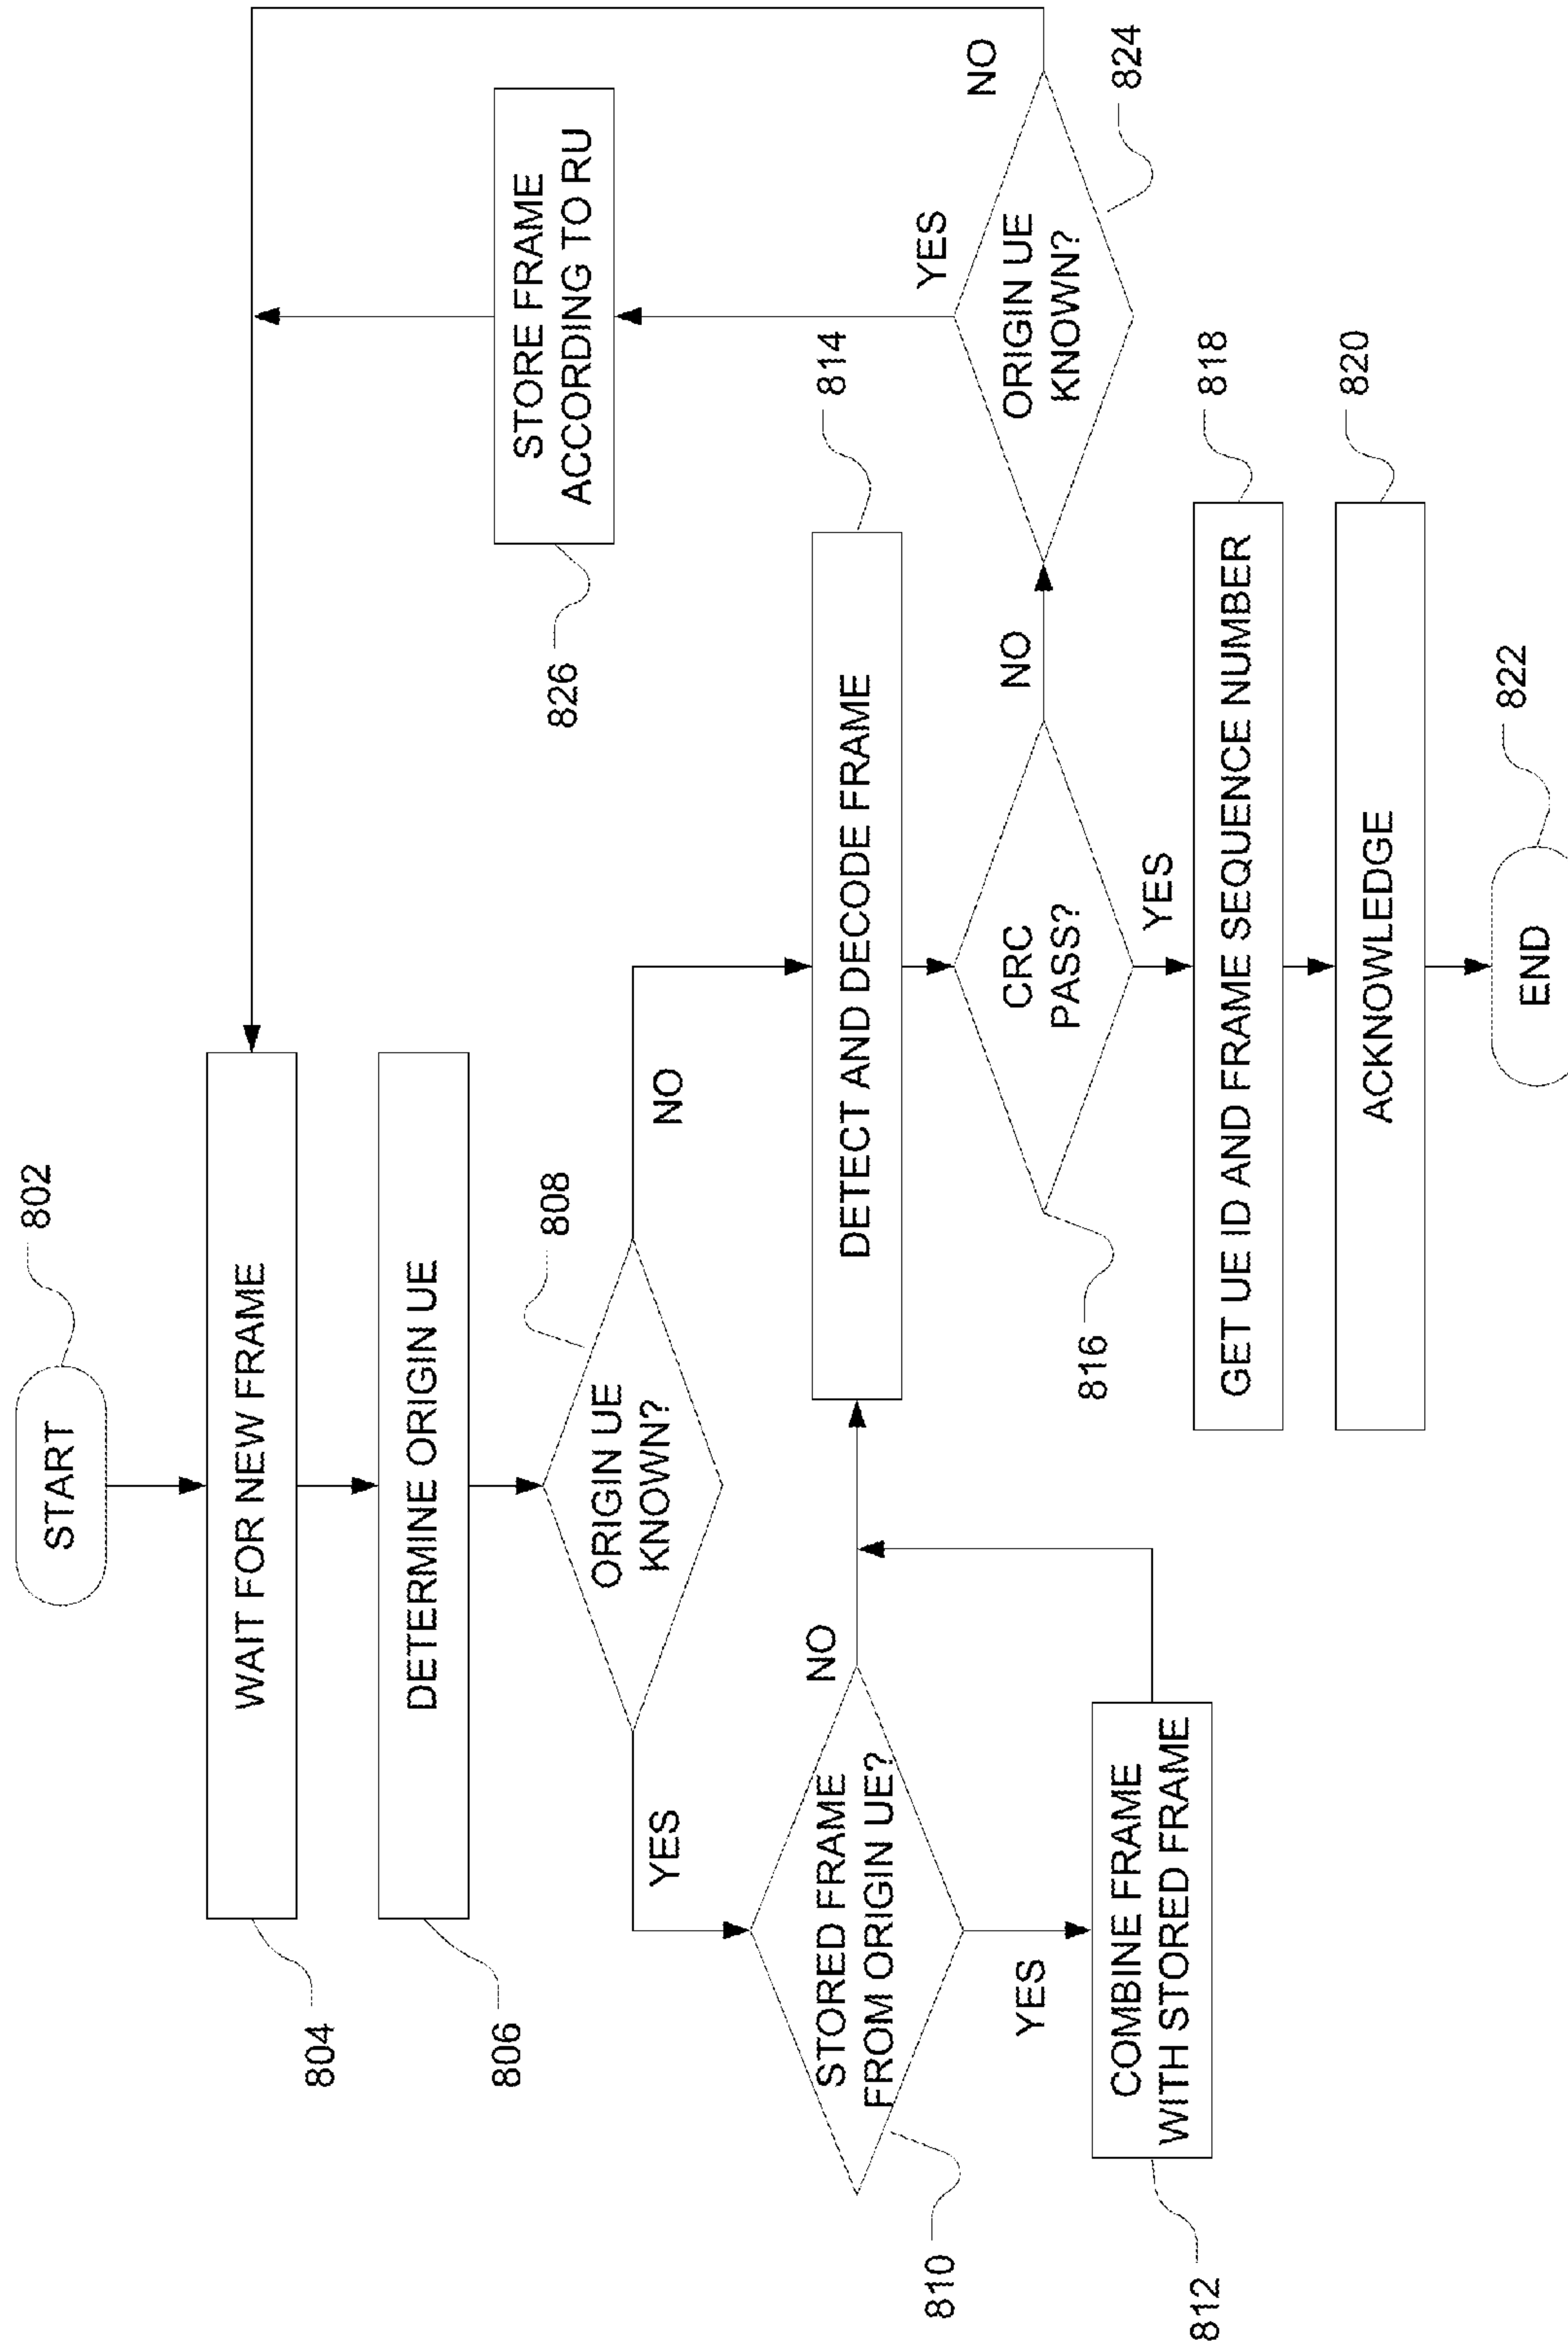 START
802
WAIT FOR NEW FRAME
804
DETERMINE ORIGIN UE
806
ORIGIN UE
KNOWN?
808
YES
NO
STORED FRAME
FROM ORIGIN UE?
810
NO
YES
COMBINE FRAME
WITH STORED FRAME
812
DETECT AND DECODE FRAME
814
CRC
PASS?
816
NO
YES
GET UE ID AND FRAME SEQUENCE NUMBER
818
ACKNOWLEDGE
820
END
822
ORIGIN UE
KNOWN?
824
YES
NO
STORE FRAME
ACCORDING TO RU
826